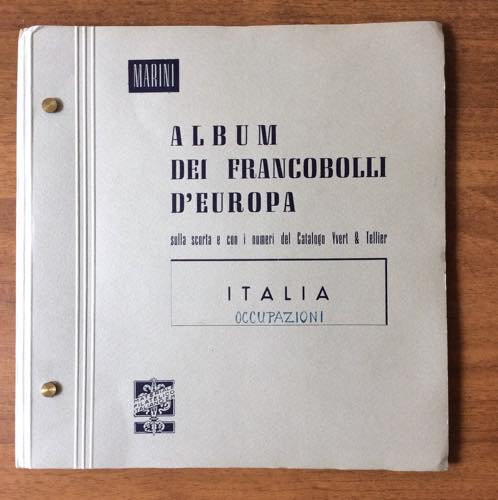 MARINI
ALBUM
DEI FRANCOBOLLI
D'EUROPA
sulla scorta e con i numeri del Catalogo Yvert & Tellier
ITALIA
OCCUPAZIONI